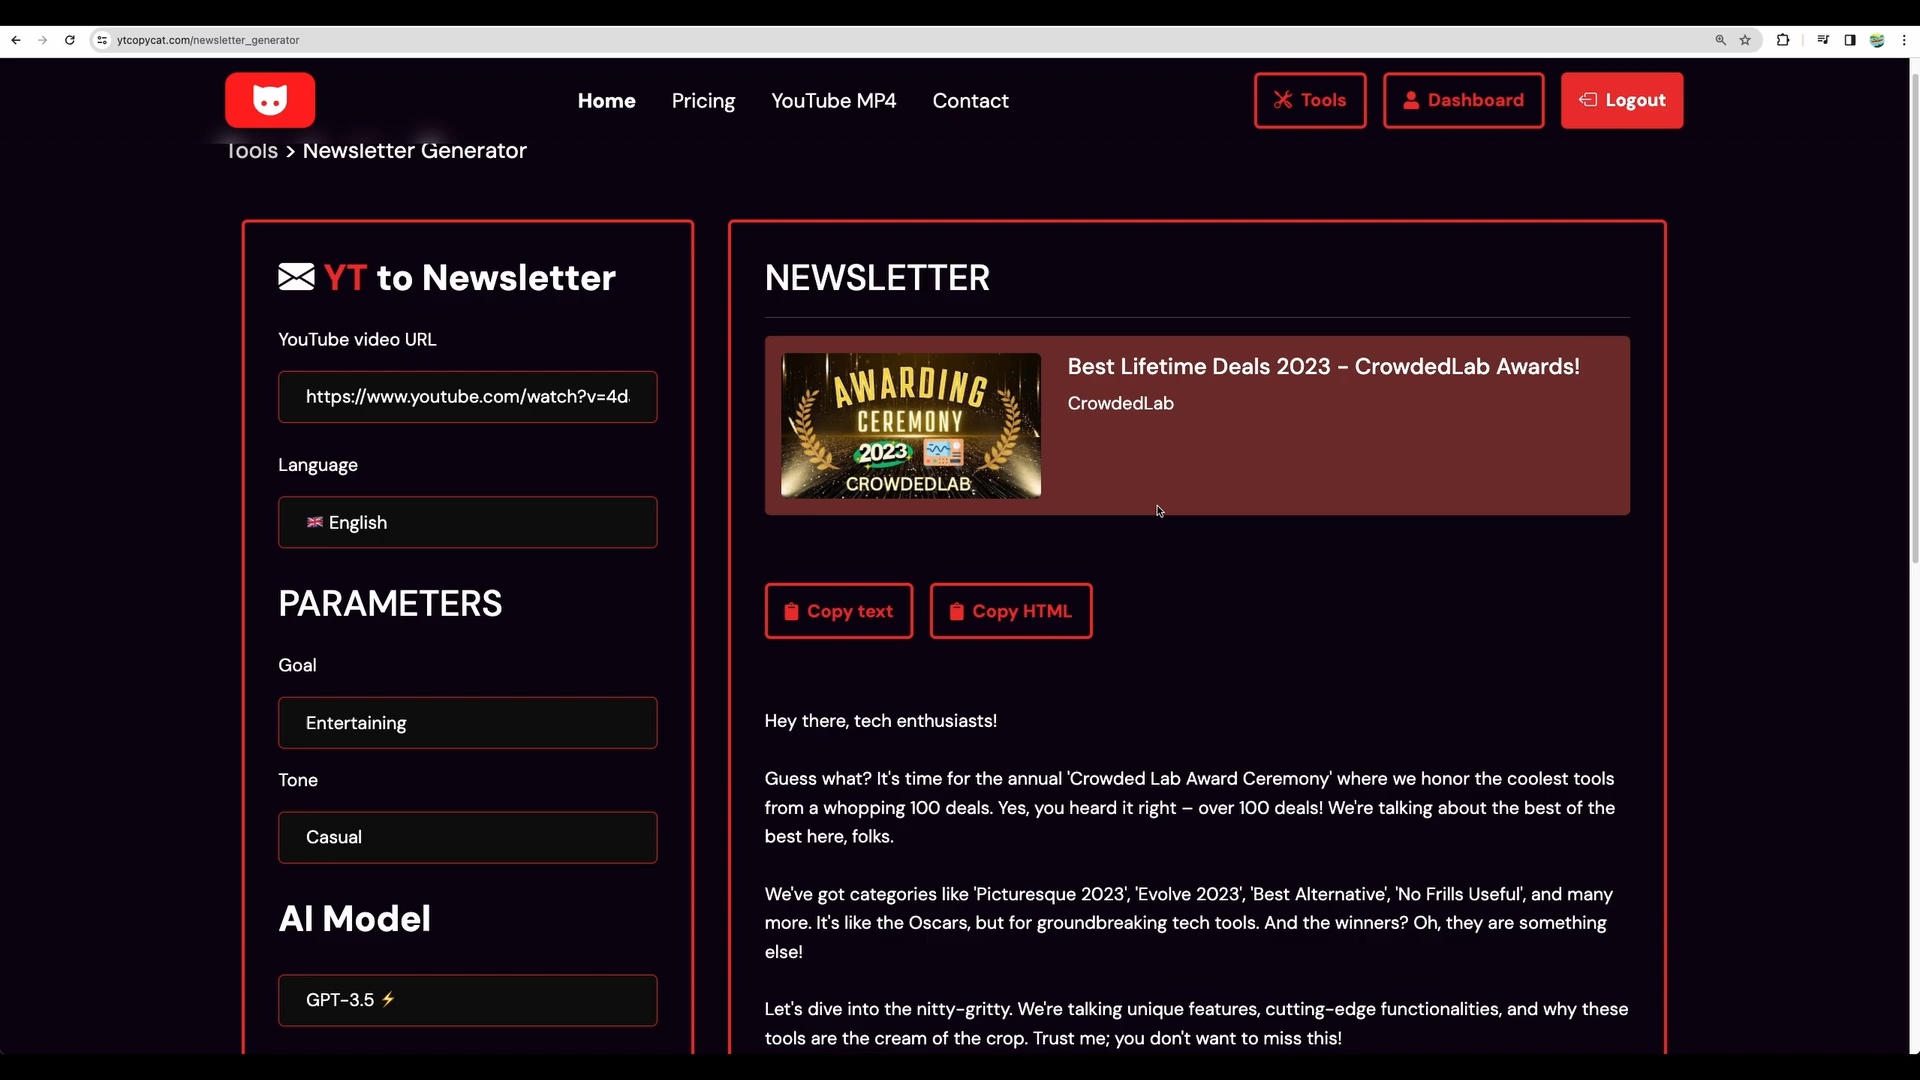 ytcopycat.com/newsletter_generator
Home
Pricing
YouTube MP4
Contact
Tools
Dashboard
Logout
Tools > Newsletter Generator
YT to Newsletter
YouTube video URL
https://www.youtube.com/watch?v=4d
Language
English
PARAMETERS
Goal
Entertaining
Tone
Casual
AI Model
GPT-3.5 ⚡
NEWSLETTER
AWARDING
CEREMONY
2023
CROWDEDLAB
Best Lifetime Deals 2023 - CrowdedLab Awards!
CrowdedLab
Copy text
Copy HTML
Hey there, tech enthusiasts!
Guess what? It's time for the annual 'Crowded Lab Award Ceremony' where we honor the coolest tools
from a whopping 100 deals. Yes, you heard it right – over 100 deals! We're talking about the best of the
best here, folks.
We've got categories like 'Picturesque 2023', 'Evolve 2023', 'Best Alternative', 'No Frills Useful', and many
more. It's like the Oscars, but for groundbreaking tech tools. And the winners? Oh, they are something
else!
Let's dive into the nitty-gritty. We're talking unique features, cutting-edge functionalities, and why these
tools are the cream of the crop. Trust me; you don't want to miss this!